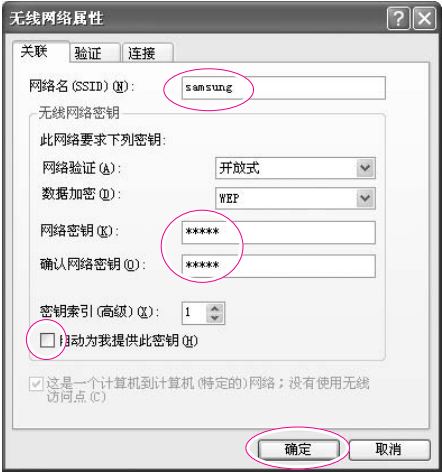 无线网络属性
关联 验证 连接
网络名(SSID)(N): samsung
无线网络密钥
此网络要求下列密钥:
网络验证(A): 开放式
数据加密(D): WEP
网络密钥(K): *****
确认网络密钥(O): *****
密钥索引(高级)(X): 1
自动为我提供此密钥(H)
这是一个计算机到计算机(特定的)网络;没有使用无线
访问点(C)
确定 取消